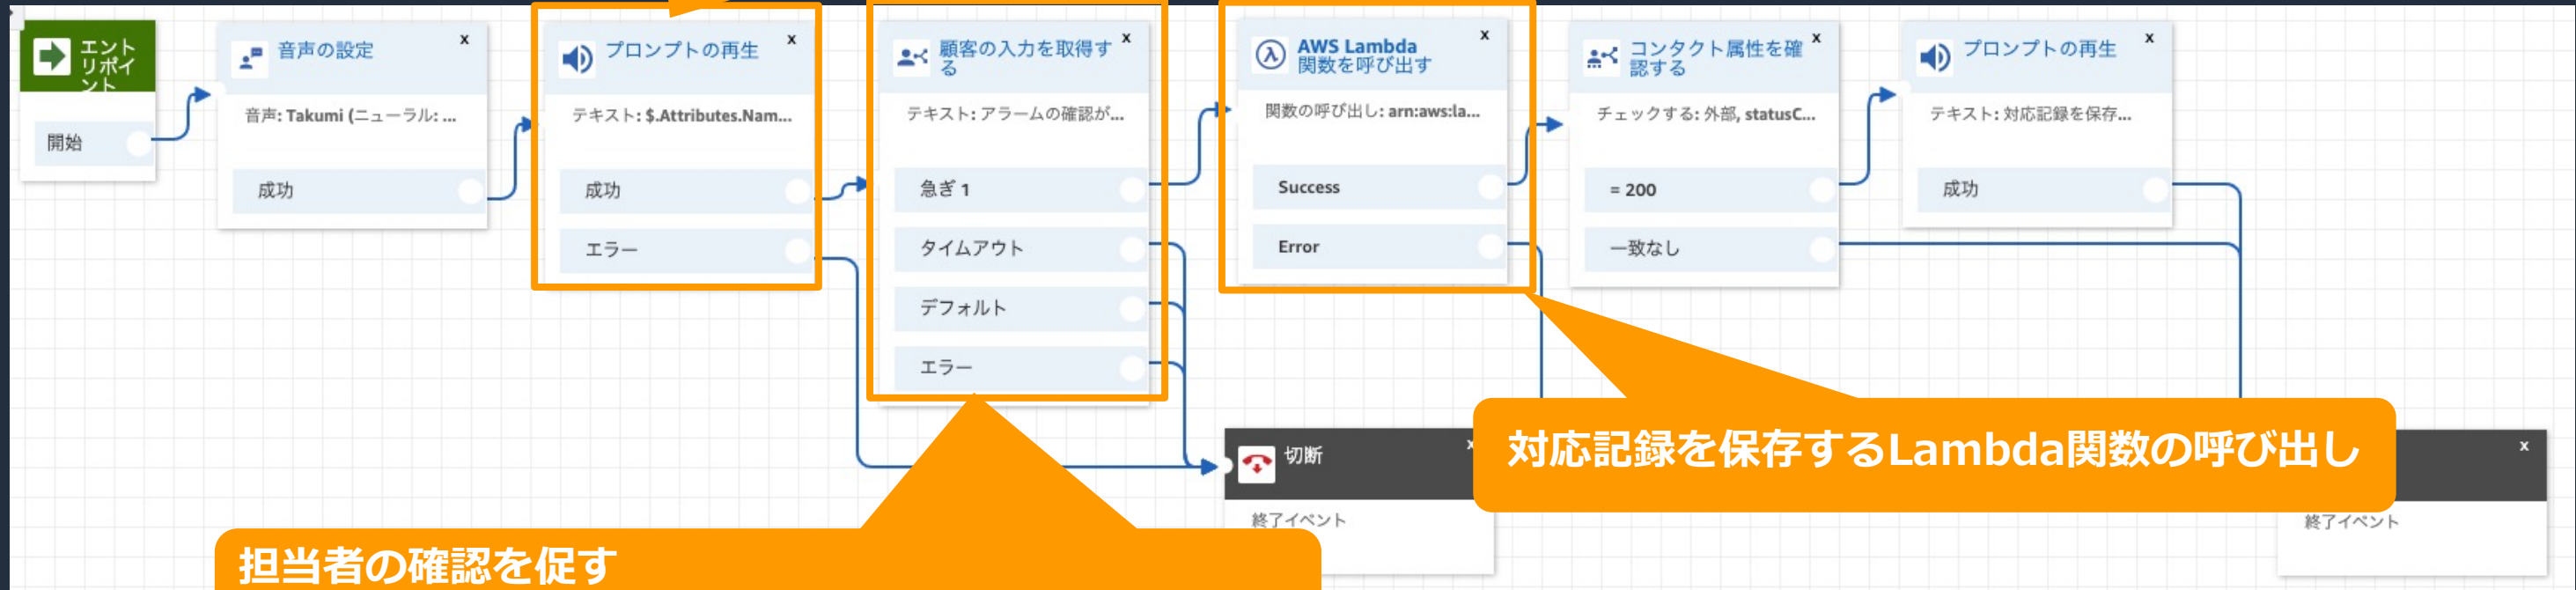 エント
リポイ
ント
開始
音声の設定
x
音声: Takumi (ニューラル: ...
成功
プロンプトの再生
x
テキスト: $.Attributes.Nam...
成功
エラー
顧客の入力を取得す
る
x
テキスト: アラームの確認が...
急ぎ 1
タイムアウト
デフォルト
エラー
AWS Lambda
関数を呼び出す
x
関数の呼び出し: arn:aws:la...
Success
Error
コンタクト属性を確
認する
x
チェックする: 外部, statusC...
= 200
一致なし
プロンプトの再生
x
テキスト: 対応記録を保存...
成功
切断
x
終了イベント
対応記録を保存するLambda関数の呼び出し
x
終了イベント
担当者の確認を促す